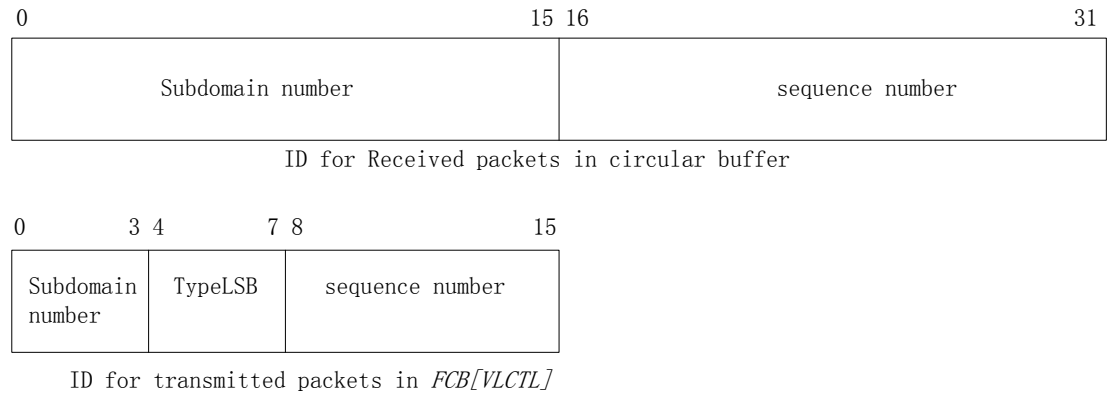 0 15 16 31
Subdomain number sequence number
ID for Received packets in circular buffer
0 3 4 7 8 15
Subdomain TypeLSB sequence number
number
ID for transmitted packets in FCB[VLCTL]